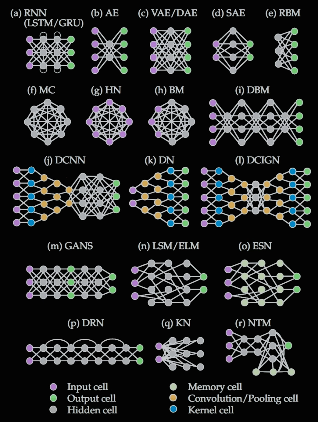 (a) RNN (b) AE (c) VAE/DAE (d) SAE (e) RBM
(LSTM/GRU)
(f) MC (g) HN (h) BM (i) DBM
(j) DCNN (k) DN (l) DCIGN
(m) GANS (n) LSM/ELM (o) ESN
(p) DRN (q) KN (r) NTM
Input cell Memory cell
Output cell Convolution/Pooling cell
Hidden cell Kernel cell